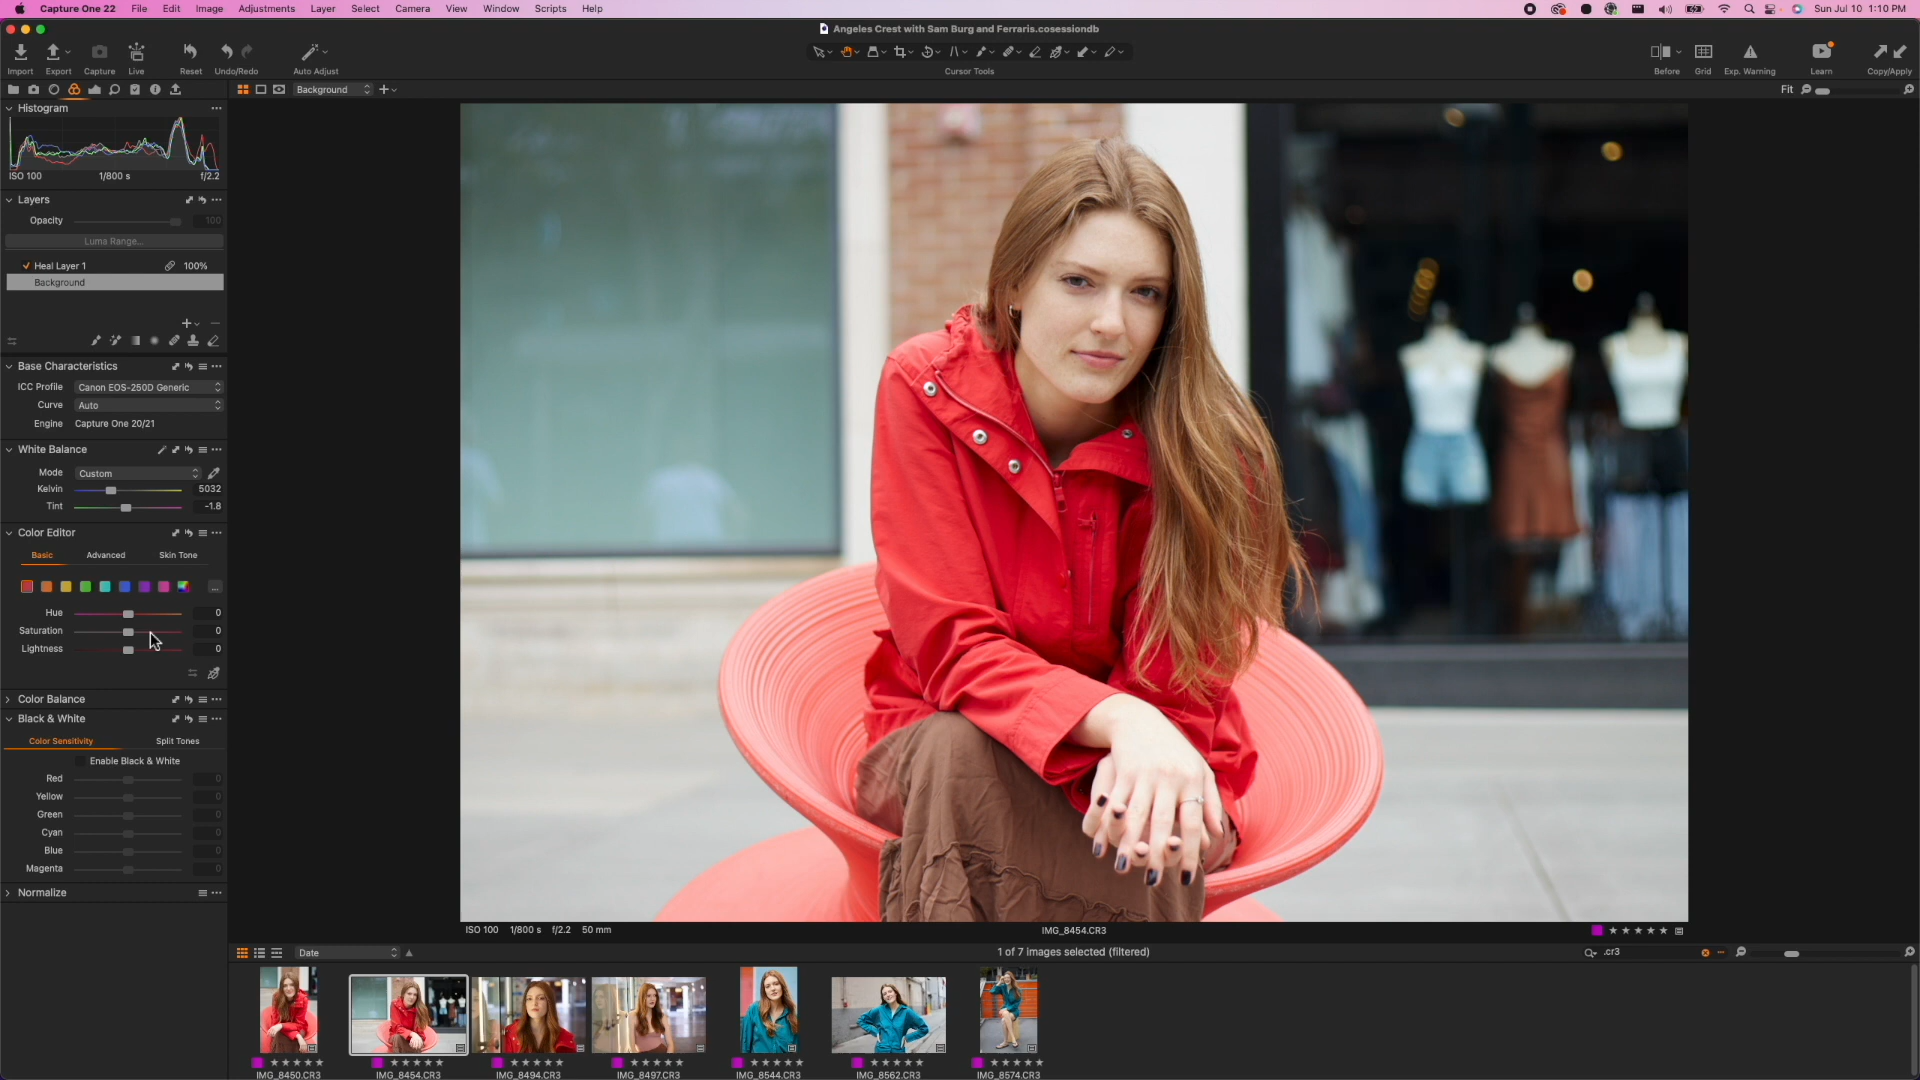 Capture One 22 File Edit Image Adjustments Layer Select Camera View Window Scripts Help Sun Jul 10 1:10 PM
Angeles Crest with Sam Burg and Ferraris.cosessiondb
Import Export Capture Live Reset Undo/Redo Auto Adjust Cursor Tools Before Grid Exp. Warning Learn Copy/Apply
Background Fit
Histogram
ISO 100 1/800 s f/2.2
Layers
Opacity 100
Luma Range...
Heal Layer 1 100%
Background
Base Characteristics
ICC Profile Canon EOS-250D Generic
Curve Auto
Engine Capture One 20/21
White Balance
Mode Custom
Kelvin 5032
Tint -1.8
Color Editor
Basic Advanced Skin Tone
Hue 0
Saturation 0
Lightness 0
Color Balance
Black & White
Color Sensitivity Split Tones
Enable Black & White
Red 0
Yellow 0
Green 0
Cyan 0
Blue 0
Magenta 0
Normalize
ISO 100 1/800 s f/2.2 50 mm IMG_8454.CR3
Date 1 of 7 images selected (filtered) .cr3
IMG_8450.CR3 IMG_8454.CR3 IMG_8494.CR3 IMG_8497.CR3 IMG_8544.CR3 IMG_8562.CR3 IMG_8574.CR3